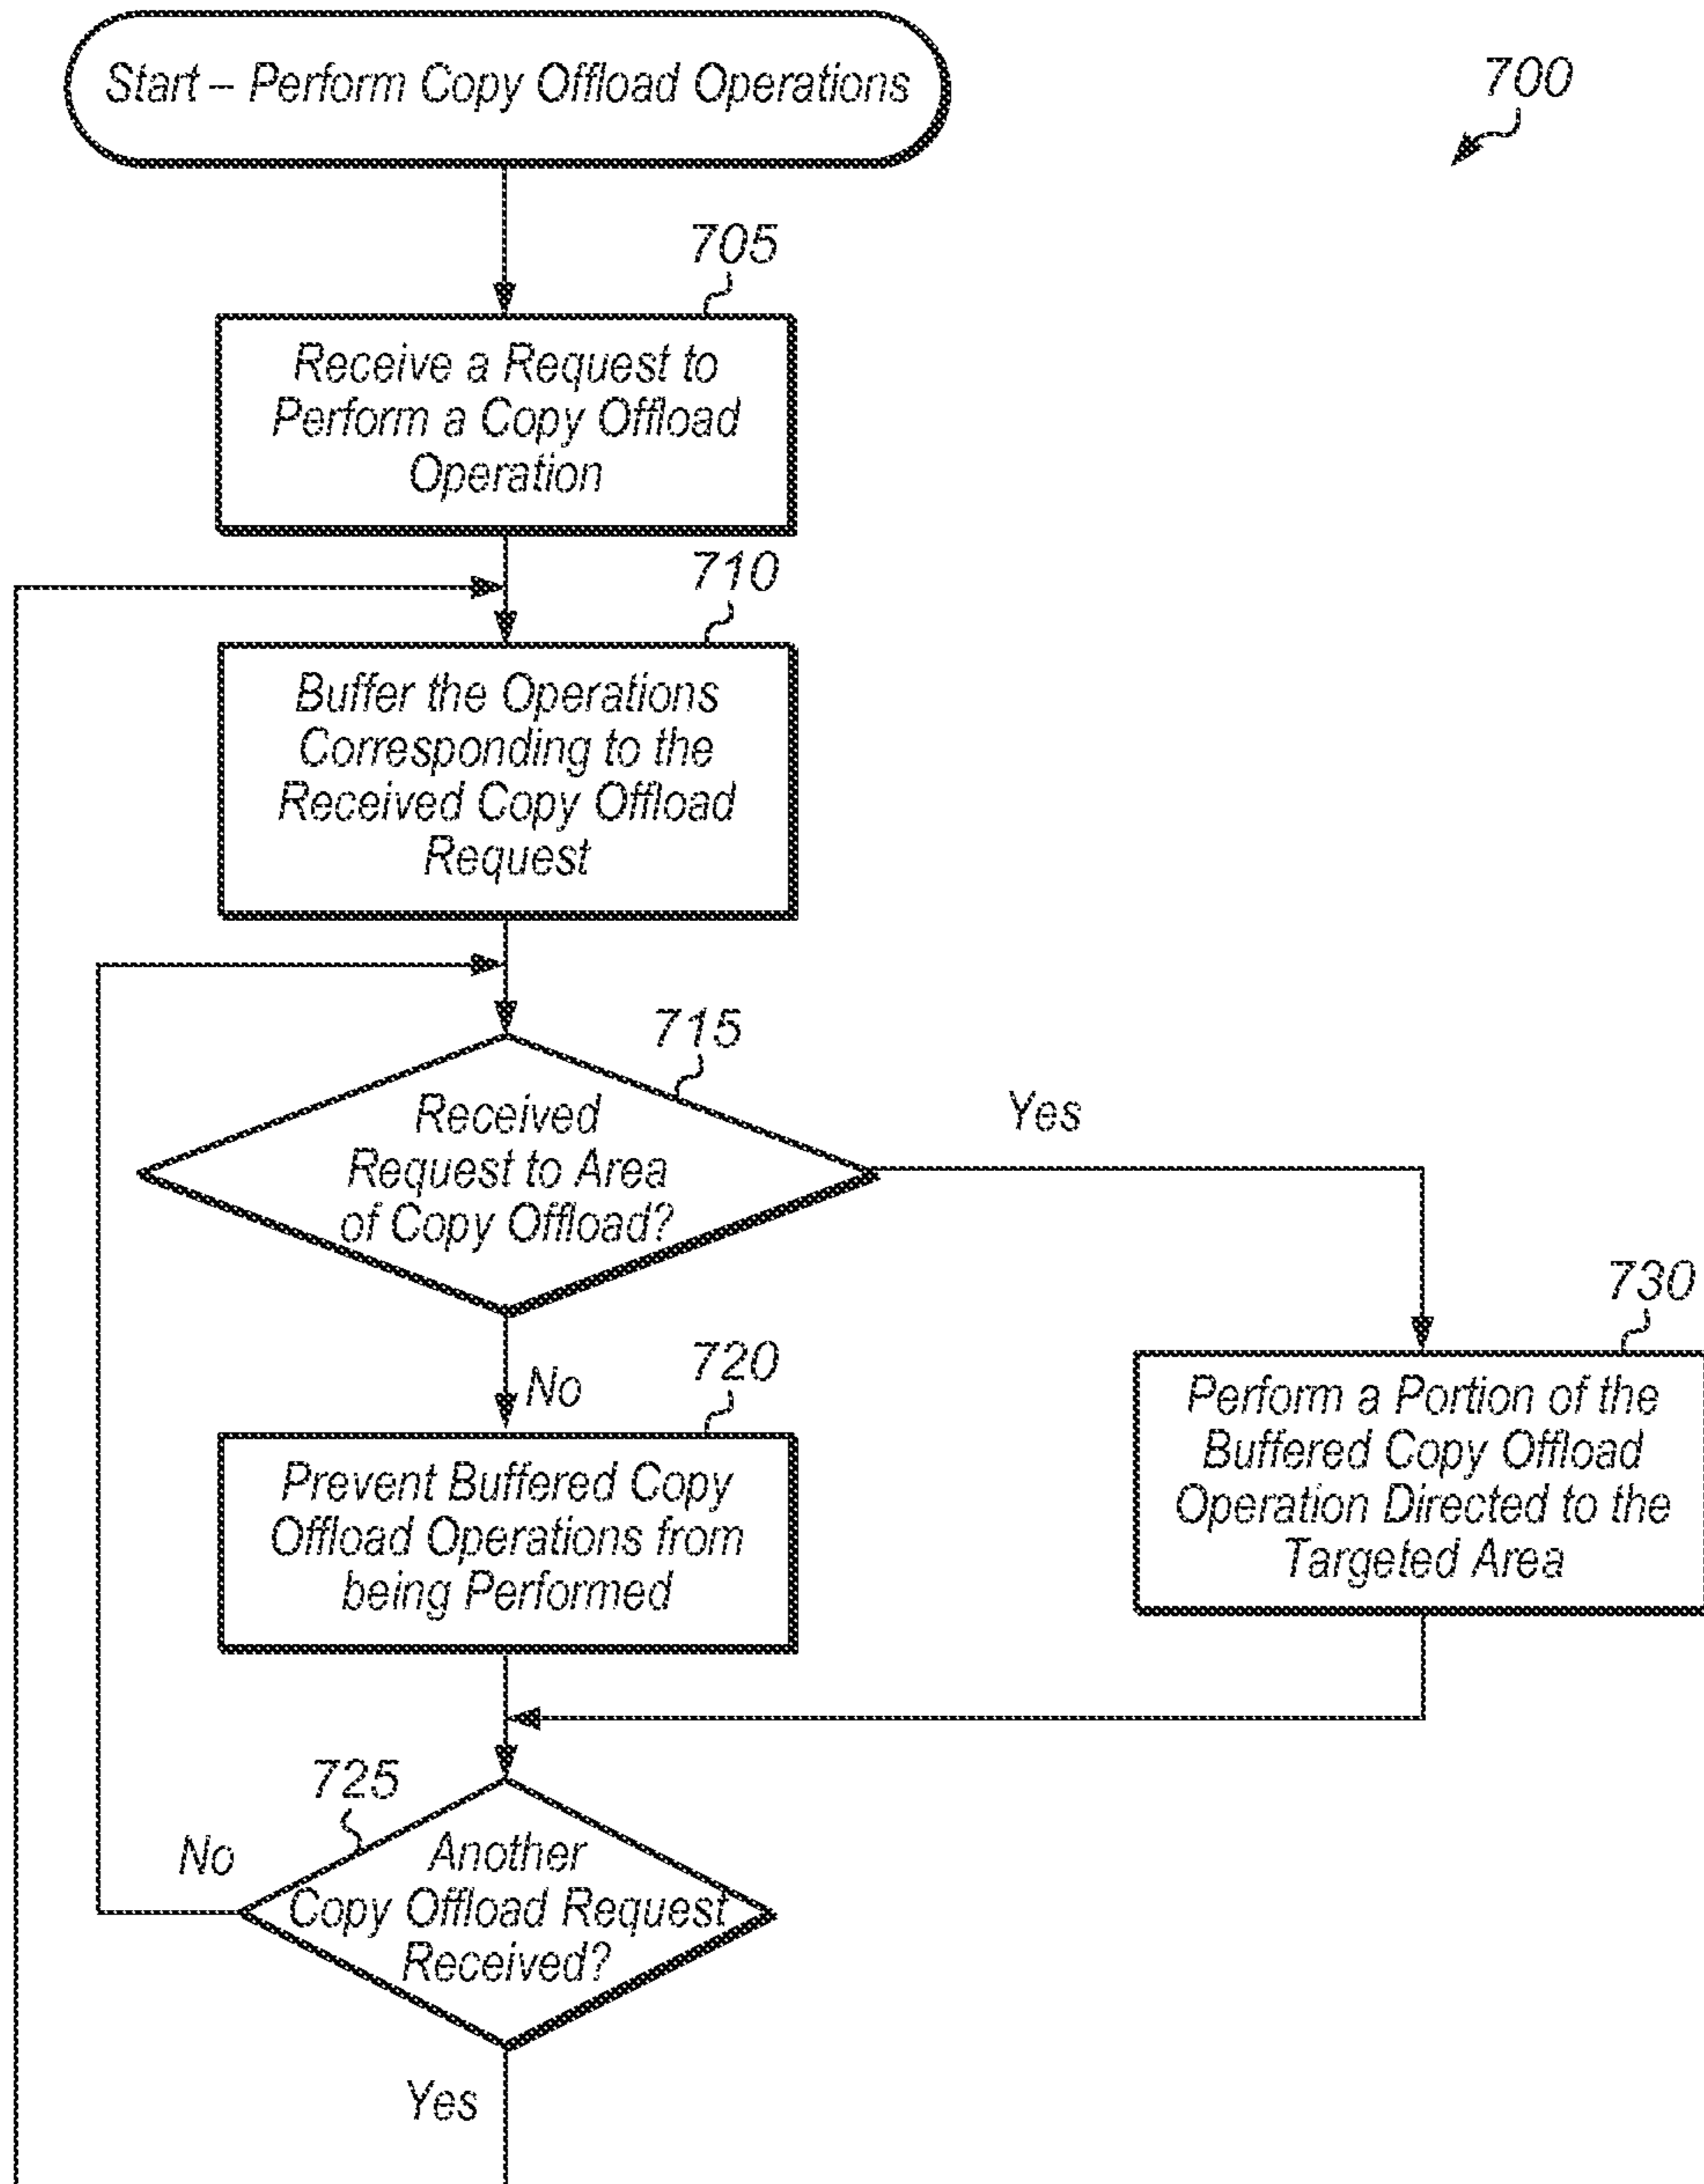 Start – Perform Copy Offload Operations
700
705
Receive a Request to
Perform a Copy Offload
Operation
710
Buffer the Operations
Corresponding to the
Received Copy Offload
Request
715
Received
Request to Area
of Copy Offload?
Yes
No
720
Prevent Buffered Copy
Offload Operations from
being Performed
730
Perform a Portion of the
Buffered Copy Offload
Operation Directed to the
Targeted Area
725
No
Another
Copy Offload Request
Received?
Yes